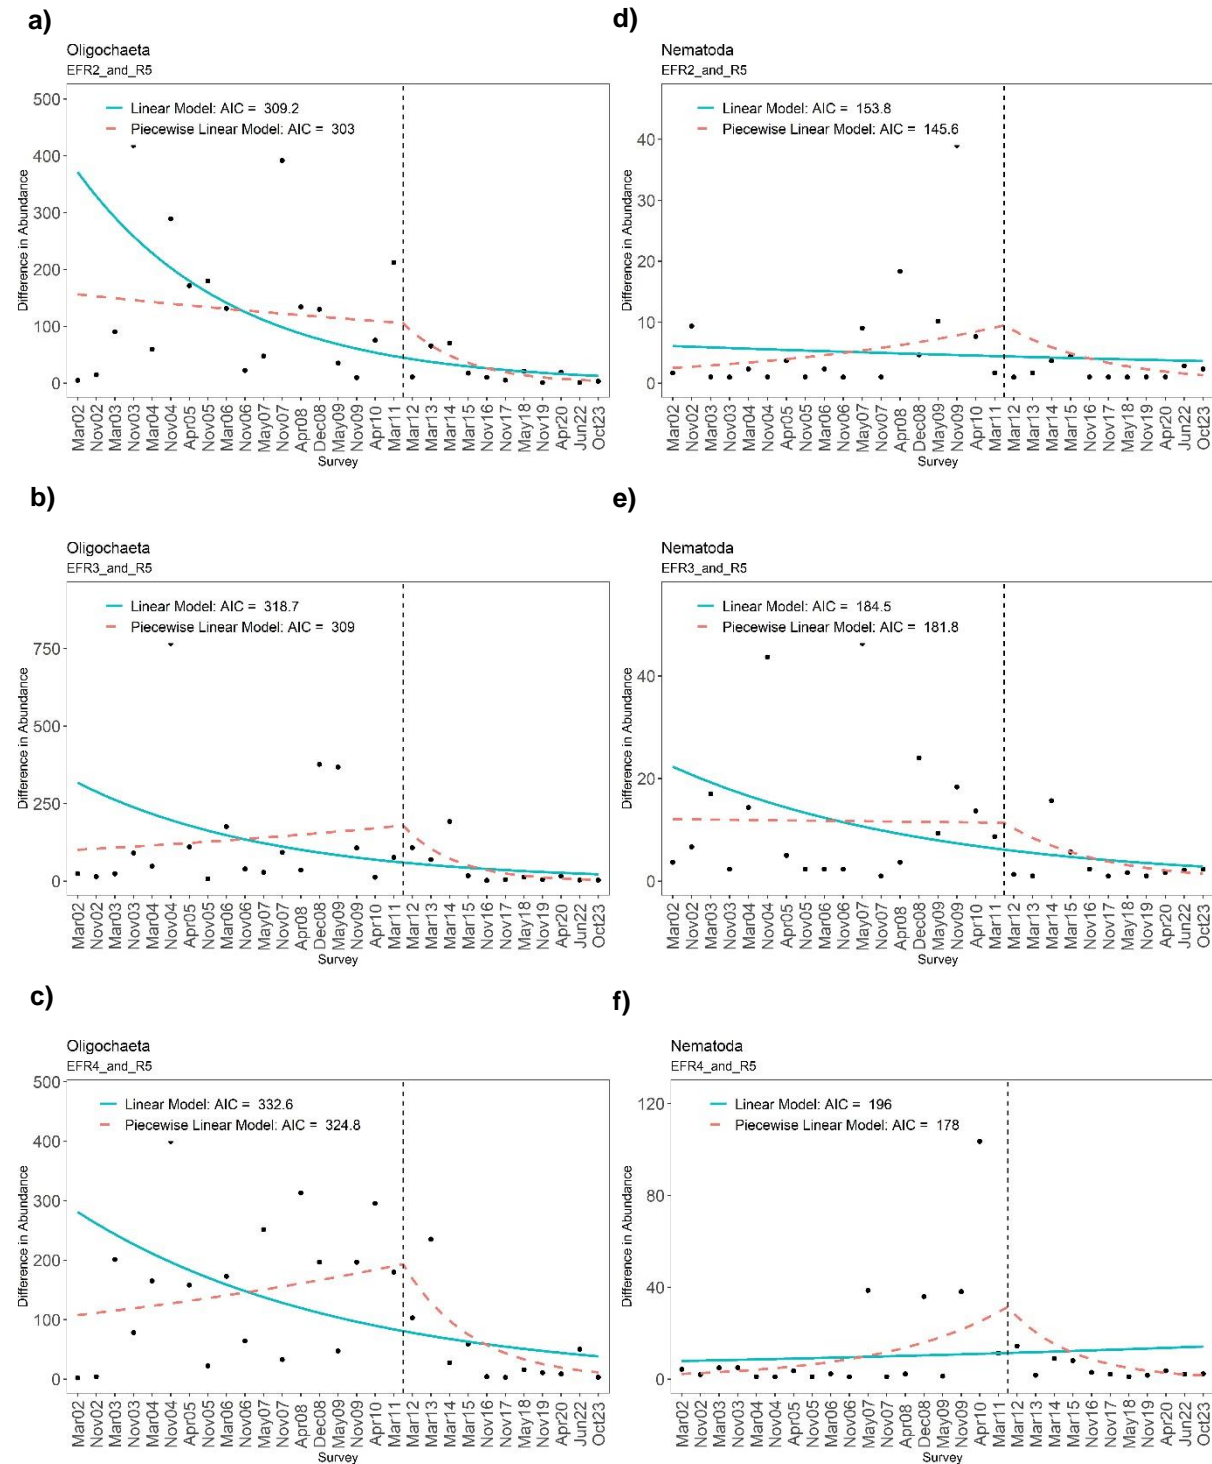 a)
Oligochaeta
EFR2_and_R5
Linear Model: AIC = 309.2
Piecewise Linear Model: AIC = 303
500
400
300
200
100
0
Difference in Abundance
Mar02 Nov02 Mar03 Nov03 Mar04 Nov04 Apr05 Nov05 Mar06 Nov06 May07 Nov07 Apr08 Dec08 May09 Nov09 Apr10 Mar11 Mar12 Mar13 Mar14 Mar15 Nov16 Nov17 May18 Nov19 Apr20 Jun22 Oct23
Survey
d)
Nematoda
EFR2_and_R5
Linear Model: AIC = 153.8
Piecewise Linear Model: AIC = 145.6
40
30
20
10
0
Difference in Abundance
Mar02 Nov02 Mar03 Nov03 Mar04 Nov04 Apr05 Nov05 Mar06 Nov06 May07 Nov07 Apr08 Dec08 May09 Nov09 Apr10 Mar11 Mar12 Mar13 Mar14 Mar15 Nov16 Nov17 May18 Nov19 Apr20 Jun22 Oct23
Survey
b)
Oligochaeta
EFR3_and_R5
Linear Model: AIC = 318.7
Piecewise Linear Model: AIC = 309
750
500
250
0
Difference in Abundance
Mar02 Nov02 Mar03 Nov03 Mar04 Nov04 Apr05 Nov05 Mar06 Nov06 May07 Nov07 Apr08 Dec08 May09 Nov09 Apr10 Mar11 Mar12 Mar13 Mar14 Mar15 Nov16 Nov17 May18 Nov19 Apr20 Jun22 Oct23
Survey
e)
Nematoda
EFR3_and_R5
Linear Model: AIC = 184.5
Piecewise Linear Model: AIC = 181.8
40
20
0
Difference in Abundance
Mar02 Nov02 Mar03 Nov03 Mar04 Nov04 Apr05 Nov05 Mar06 Nov06 May07 Nov07 Apr08 Dec08 May09 Nov09 Apr10 Mar11 Mar12 Mar13 Mar14 Mar15 Nov16 Nov17 May18 Nov19 Apr20 Jun22 Oct23
Survey
c)
Oligochaeta
EFR4_and_R5
Linear Model: AIC = 332.6
Piecewise Linear Model: AIC = 324.8
500
400
300
200
100
0
Difference in Abundance
Mar02 Nov02 Mar03 Nov03 Mar04 Nov04 Apr05 Nov05 Mar06 Nov06 May07 Nov07 Apr08 Dec08 May09 Nov09 Apr10 Mar11 Mar12 Mar13 Mar14 Mar15 Nov16 Nov17 May18 Nov19 Apr20 Jun22 Oct23
Survey
f)
Nematoda
EFR4_and_R5
Linear Model: AIC = 196
Piecewise Linear Model: AIC = 178
120
80
40
0
Difference in Abundance
Mar02 Nov02 Mar03 Nov03 Mar04 Nov04 Apr05 Nov05 Mar06 Nov06 May07 Nov07 Apr08 Dec08 May09 Nov09 Apr10 Mar11 Mar12 Mar13 Mar14 Mar15 Nov16 Nov17 May18 Nov19 Apr20 Jun22 Oct23
Survey